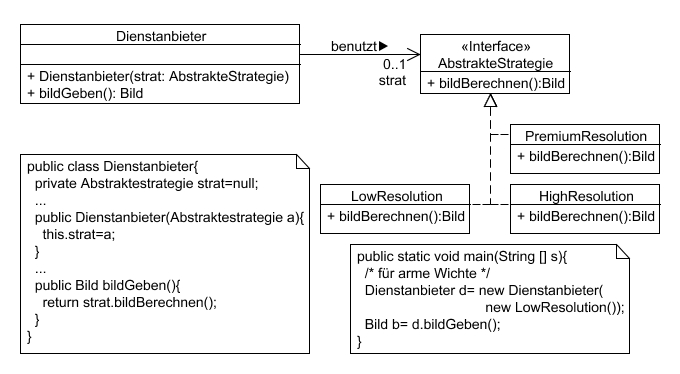 Dienstanbieter
+ Dienstanbieter(strat: AbstrakteStrategie)
+ bildGeben(): Bild
benutzt▶
0..1
strat
«Interface»
AbstrakteStrategie
+ bildBerechnen():Bild
PremiumResolution
+ bildBerechnen():Bild
LowResolution
+ bildBerechnen():Bild
HighResolution
+ bildBerechnen():Bild
public class Dienstanbieter{
private Abstraktestrategie strat=null;
...
public Dienstanbieter(Abstraktestrategie a){
this.strat=a;
}
...
public Bild bildGeben(){
return strat.bildBerechnen();
}
}
public static void main(String [] s){
/* für arme Wichte */
Dienstanbieter d= new Dienstanbieter(
new LowResolution());
Bild b= d.bildGeben();
}